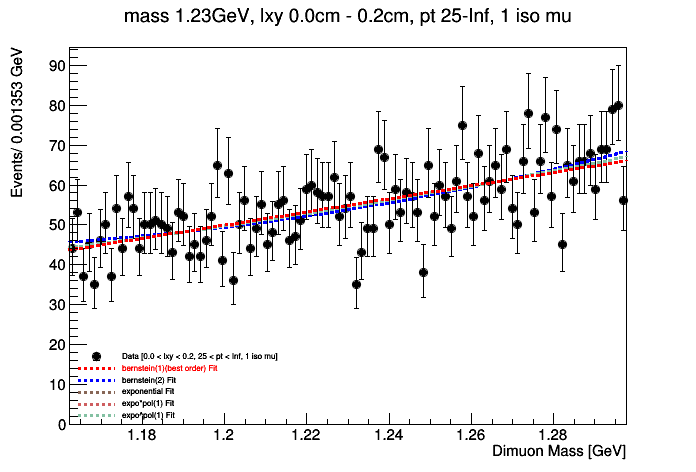 mass 1.23GeV, lxy 0.0cm - 0.2cm, pt 25-Inf, 1 iso mu
Events/ 0.001353 GeV
90
80
70
60
50
40
30
20
10
0
Data [0.0 < lxy < 0.2, 25 < pt < Inf, 1 iso mu]
bernstein(1)(best order) Fit
bernstein(2) Fit
exponential Fit
expo*pol(1) Fit
expo*pol(1) Fit
1.18 1.2 1.22 1.24 1.26 1.28
Dimuon Mass [GeV]